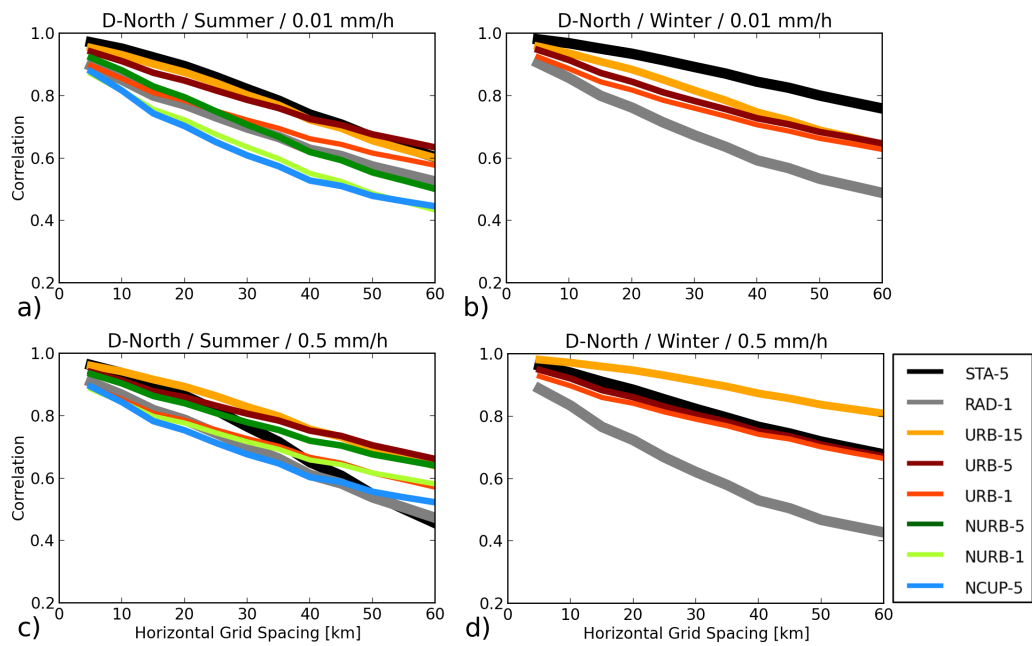 D-North / Summer / 0.01 mm/h
D-North / Winter / 0.01 mm/h
1.0
0.8
0.6
0.4
0.2
Correlation
0 10 20 30 40 50 60
a)
1.0
0.8
0.6
0.4
0.2
0 10 20 30 40 50 60
b)
D-North / Summer / 0.5 mm/h
D-North / Winter / 0.5 mm/h
1.0
0.8
0.6
0.4
0.2
Correlation
0 10 20 30 40 50 60
Horizontal Grid Spacing [km]
c)
1.0
0.8
0.6
0.4
0.2
0 10 20 30 40 50 60
Horizontal Grid Spacing [km]
d)
STA-5
RAD-1
URB-15
URB-5
URB-1
NURB-5
NURB-1
NCUP-5